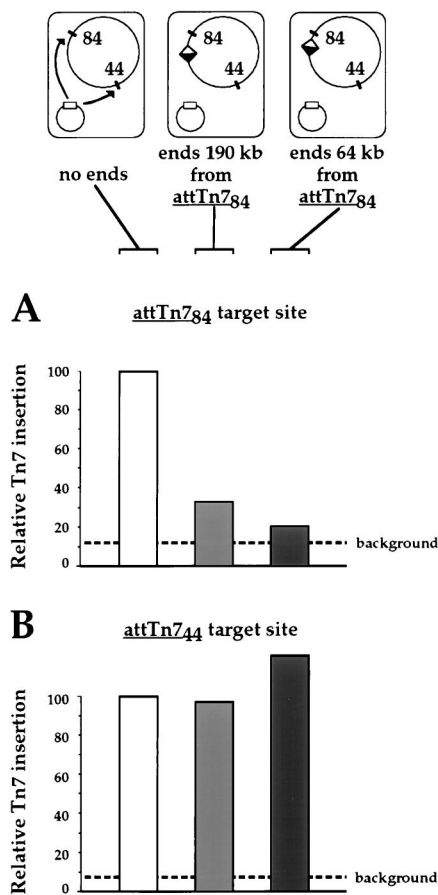 84
44
84
44
84
44
no ends
ends 190 kb
from
attTn784
ends 64 kb
from
attTn784
A
attTn784 target site
Relative Tn7 insertion
100
80
60
40
20
0
background
B
attTn744 target site
Relative Tn7 insertion
100
80
60
40
20
0
background